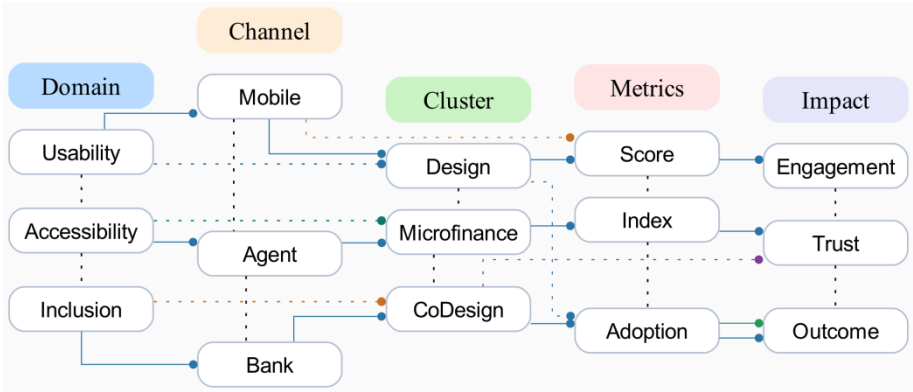 Domain
Usability
Accessibility
Inclusion
Channel
Mobile
Agent
Bank
Cluster
Design
Microfinance
CoDesign
Metrics
Score
Index
Adoption
Impact
Engagement
Trust
Outcome